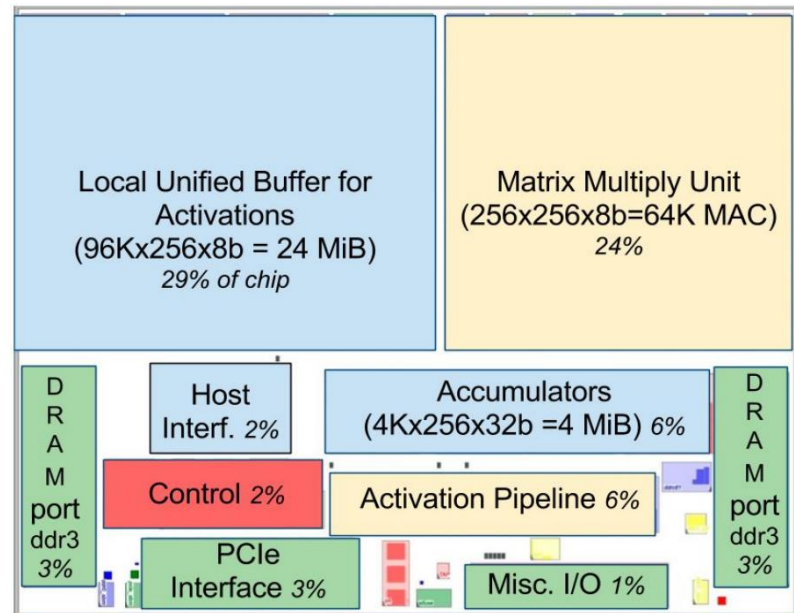 Local Unified Buffer for
Activations
(96Kx256x8b = 24 MiB)
29% of chip
Matrix Multiply Unit
(256x256x8b=64K MAC)
24%
D
R
A
M
port
ddr3
3%
Host
Interf. 2%
Accumulators
(4Kx256x32b =4 MiB) 6%
D
R
A
M
port
ddr3
3%
Control 2%
Activation Pipeline 6%
PCIe
Interface 3%
Misc. I/O 1%